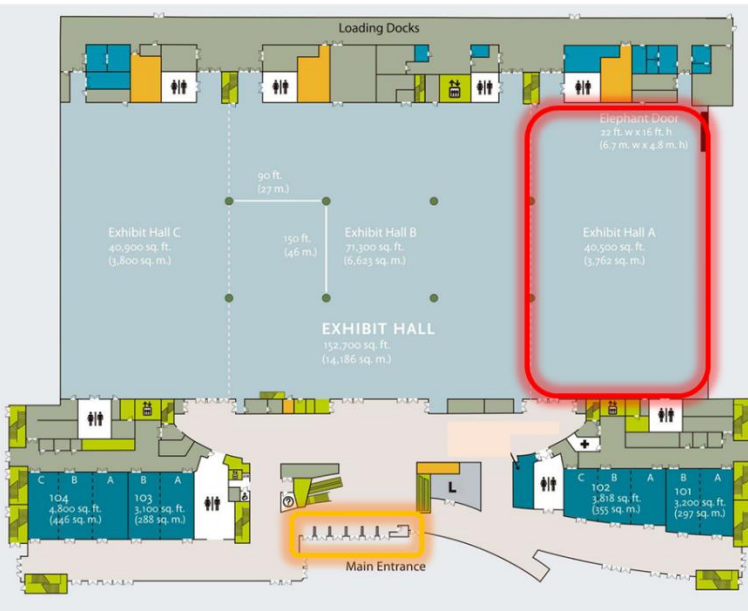 Loading Docks
Elephant Door
22 ft. w x 16 ft. h
(6.7 m. w x 4.8 m. h)
90 ft.
(27 m.)
Exhibit Hall C
40,900 sq. ft.
(3,800 sq. m.)
150 ft.
(46 m.)
Exhibit Hall B
71,300 sq. ft.
(6,623 sq. m.)
Exhibit Hall A
40,500 sq. ft.
(3,762 sq. m.)
EXHIBIT HALL
152,700 sq. ft.
(14,186 sq. m.)
C B A
104
4,800 sq. ft.
(446 sq. m.)
B A
103
3,100 sq. ft.
(288 sq. m.)
?
L
C B A
102
3,818 sq. ft.
(355 sq. m.)
B A
101
3,200 sq. ft.
(297 sq. m.)
Main Entrance